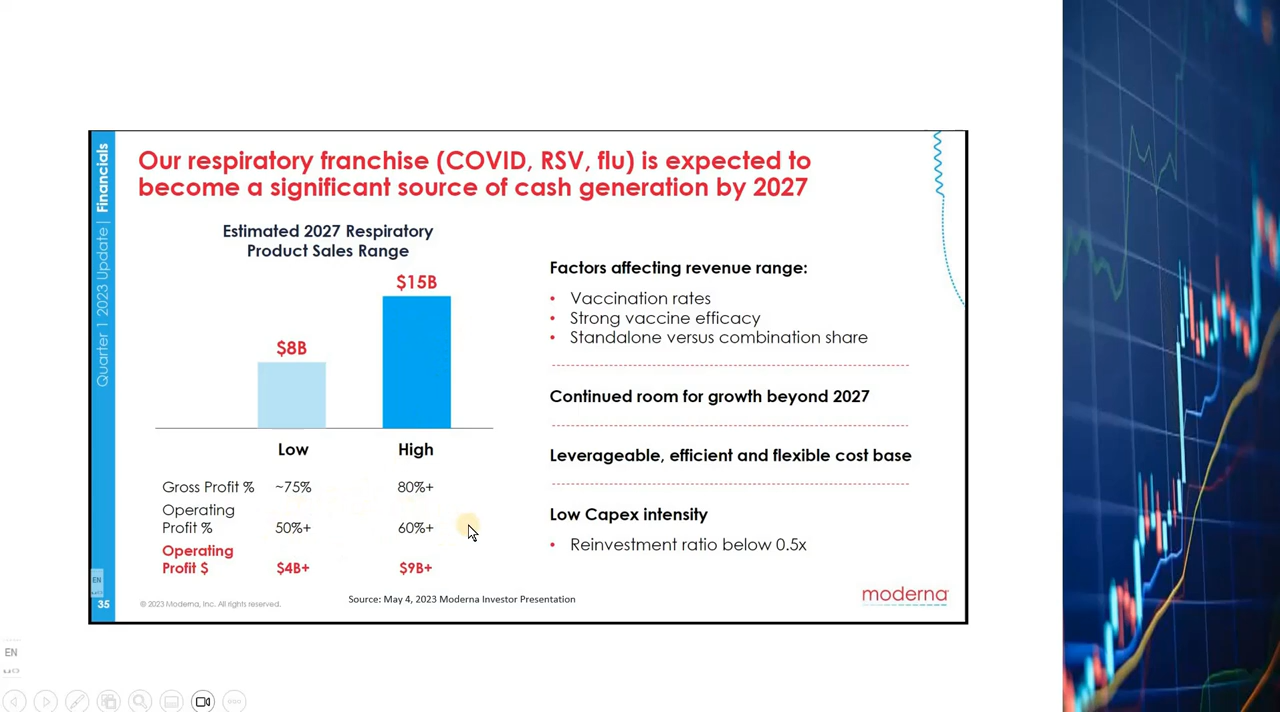 Quarter 1 2023 Update | Financials
Our respiratory franchise (COVID, RSV, flu) is expected to
become a significant source of cash generation by 2027
Estimated 2027 Respiratory
Product Sales Range
$15B
$8B
Low High
Gross Profit % ~75% 80%+
Operating
Profit % 50%+ 60%+
Operating
Profit $ $4B+ $9B+
Factors affecting revenue range:
• Vaccination rates
• Strong vaccine efficacy
• Standalone versus combination share
Continued room for growth beyond 2027
Leverageable, efficient and flexible cost base
Low Capex intensity
• Reinvestment ratio below 0.5x
EN
35
© 2023 Moderna, Inc. All rights reserved.
Source: May 4, 2023 Moderna Investor Presentation
moderna
EN